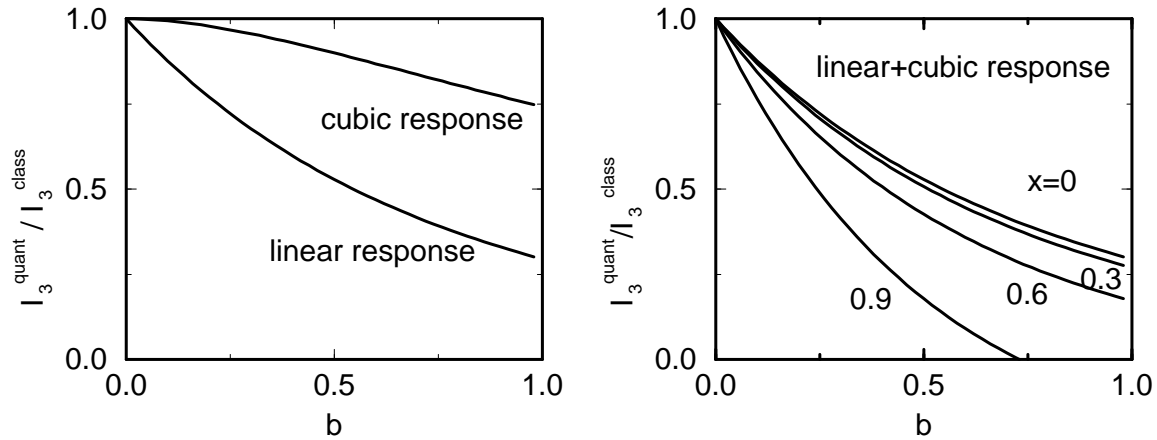 1.0
cubic response
0.5
linear response
0.0
0.0 0.5 1.0
b
I₃^quant / I₃^class
1.0
linear+cubic response
x=0
0.5
0.3
0.6
0.9
0.0
0.0 0.5 1.0
b
I₃^quant/I₃^class